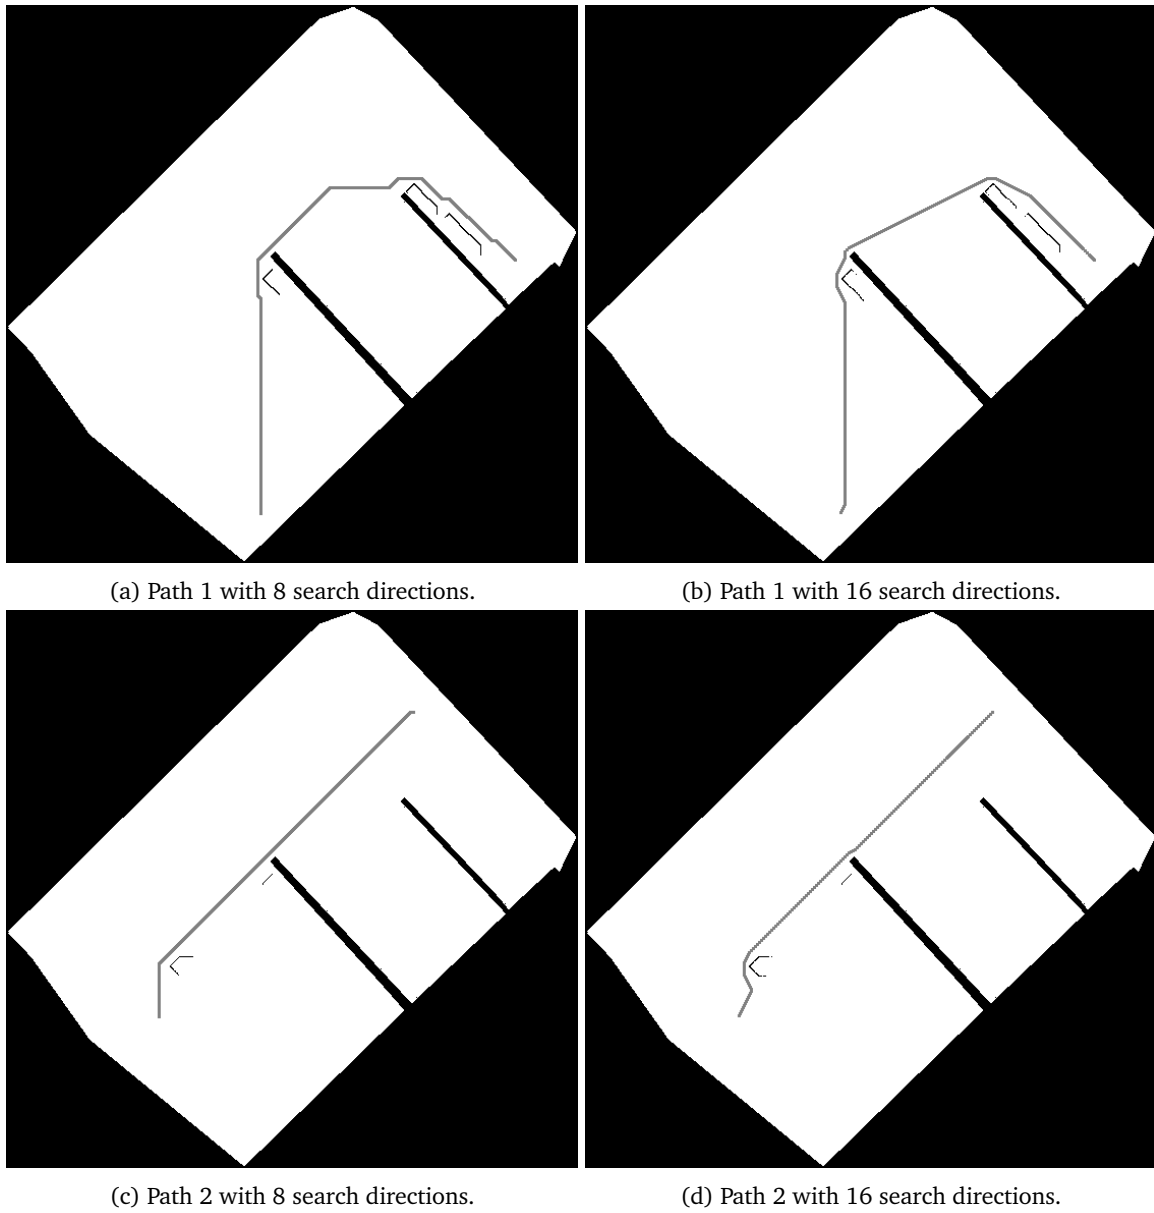 (a) Path 1 with 8 search directions.
(b) Path 1 with 16 search directions.
(c) Path 2 with 8 search directions.
(d) Path 2 with 16 search directions.